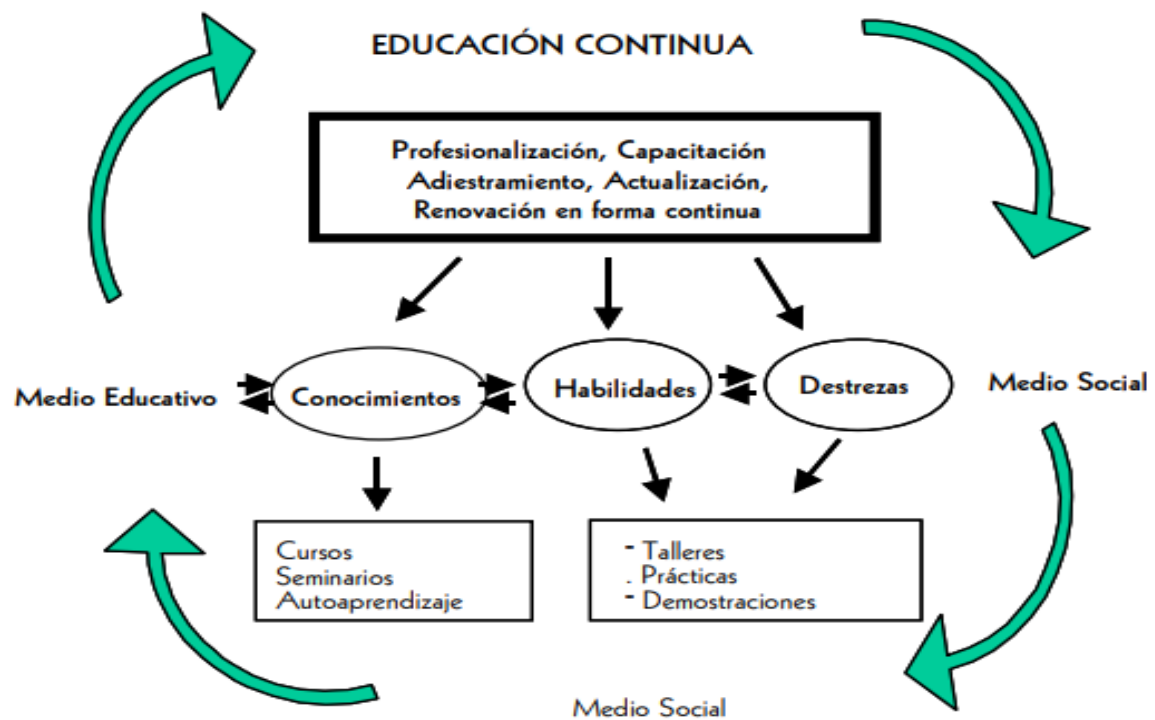 EDUCACIÓN CONTINUA
Profesionalización, Capacitación
Adiestramiento, Actualización,
Renovación en forma continua
Medio Educativo
Conocimientos
Habilidades
Destrezas
Medio Social
Cursos
Seminarios
Autoaprendizaje
- Talleres
. Prácticas
- Demostraciones
Medio Social